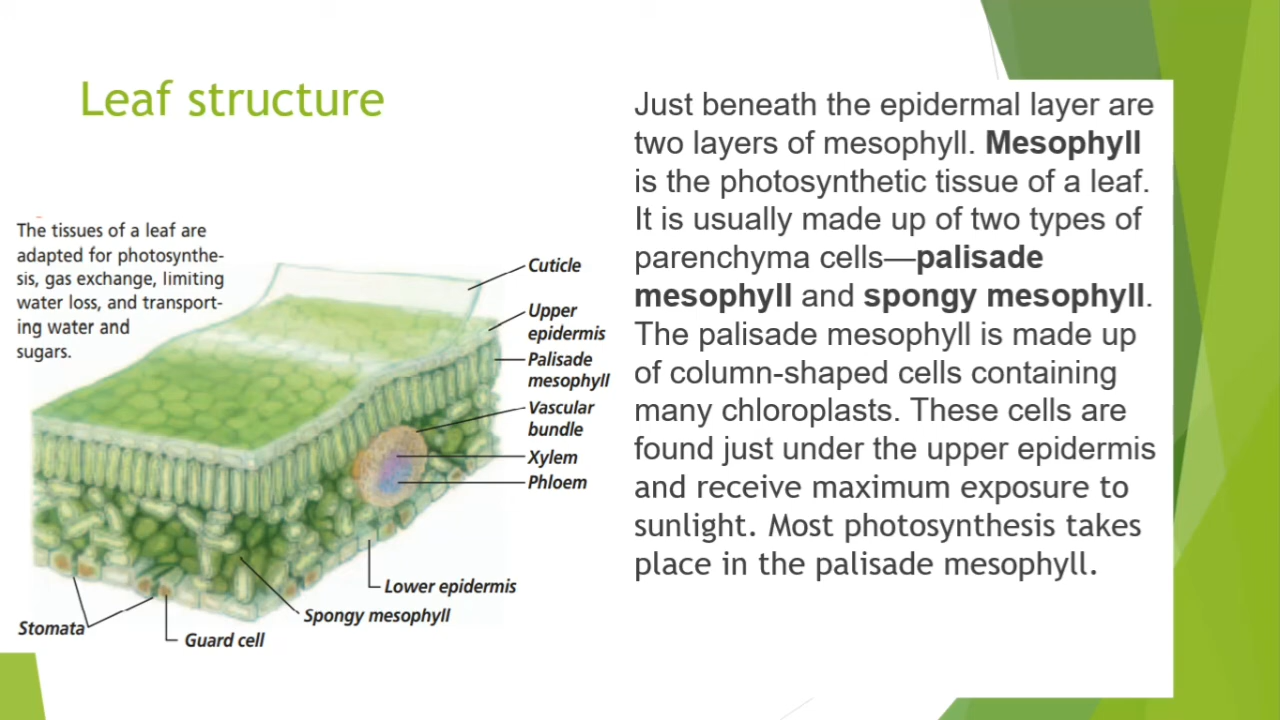 Leaf structure
The tissues of a leaf are
adapted for photosynthe-
sis, gas exchange, limiting
water loss, and transport-
ing water and
sugars.
Cuticle
Upper
epidermis
Palisade
mesophyll
Vascular
bundle
Xylem
Phloem
Lower epidermis
Spongy mesophyll
Stomata
Guard cell
Just beneath the epidermal layer are
two layers of mesophyll. Mesophyll
is the photosynthetic tissue of a leaf.
It is usually made up of two types of
parenchyma cells—palisade
mesophyll and spongy mesophyll.
The palisade mesophyll is made up
of column-shaped cells containing
many chloroplasts. These cells are
found just under the upper epidermis
and receive maximum exposure to
sunlight. Most photosynthesis takes
place in the palisade mesophyll.